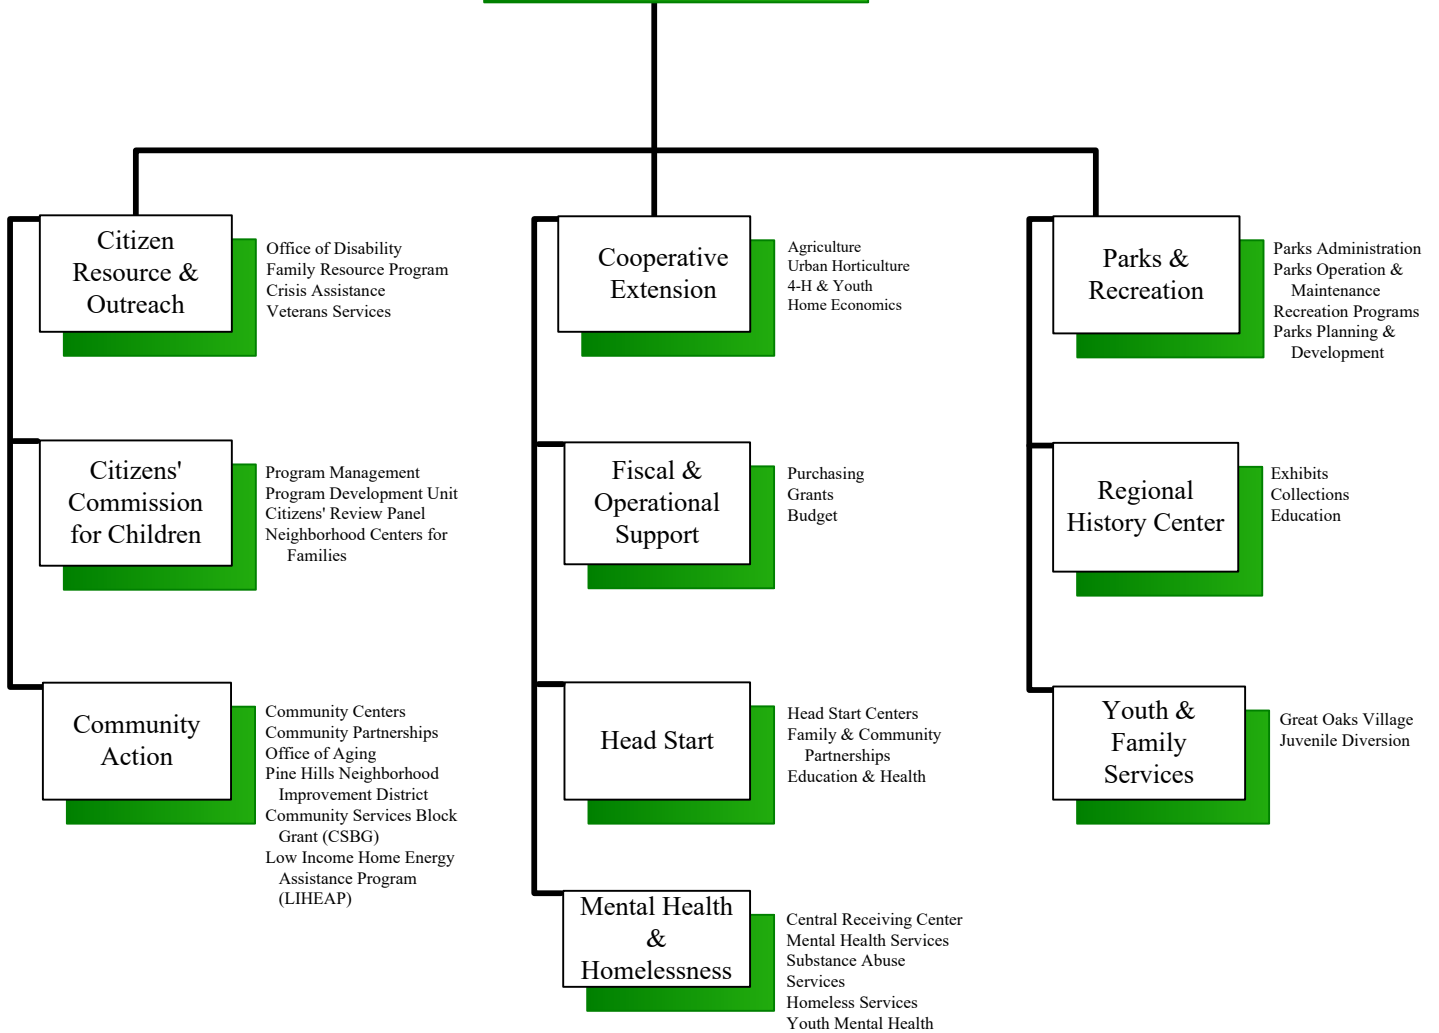 Citizen
Resource &
Outreach
Office of Disability
Family Resource Program
Crisis Assistance
Veterans Services
Citizens'
Commission
for Children
Program Management
Program Development Unit
Citizens' Review Panel
Neighborhood Centers for
Families
Community
Action
Community Centers
Community Partnerships
Office of Aging
Pine Hills Neighborhood
Improvement District
Community Services Block
Grant (CSBG)
Low Income Home Energy
Assistance Program
(LIHEAP)
Cooperative
Extension
Agriculture
Urban Horticulture
4-H & Youth
Home Economics
Fiscal &
Operational
Support
Purchasing
Grants
Budget
Head Start
Head Start Centers
Family & Community
Partnerships
Education & Health
Mental Health
&
Homelessness
Central Receiving Center
Mental Health Services
Substance Abuse
Services
Homeless Services
Youth Mental Health
Parks &
Recreation
Parks Administration
Parks Operation &
Maintenance
Recreation Programs
Parks Planning &
Development
Regional
History Center
Exhibits
Collections
Education
Youth &
Family
Services
Great Oaks Village
Juvenile Diversion